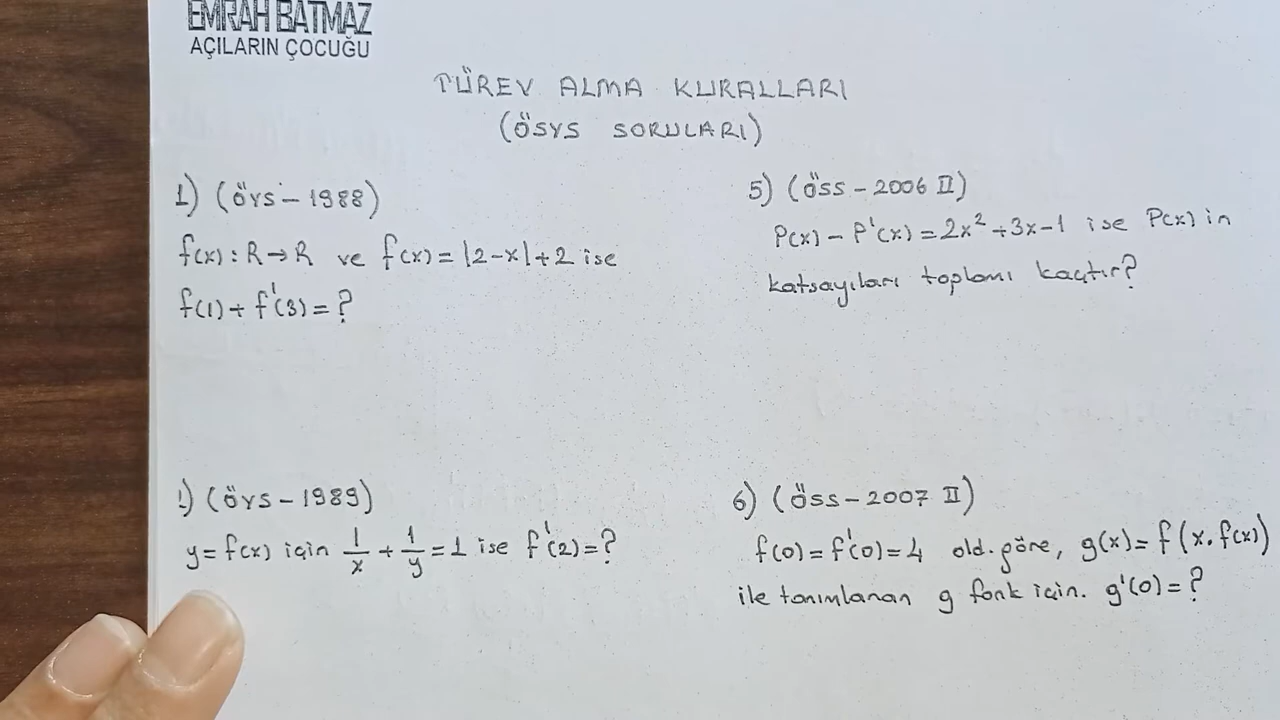 EMRAH BATMAZ
AÇILARIN ÇOCUĞU
TÜREV ALMA KURALLARI
(ÖSYS SORULARI)
1) (ÖYS - 1988)
f(x) : R → R ve f(x) = |2-x|+2 ise
f(1) + f'(3) = ?
) (ÖYS - 1989)
y = f(x) için 1/x + 1/y = 1 ise f'(2) = ?
5) (ÖSS - 2006 II)
P(x) - P'(x) = 2x² + 3x - 1 ise P(x) in
katsayıları toplamı kaçtır?
6) (ÖSS - 2007 II)
f(0) = f'(0) = 4 old. göre, g(x) = f(x.f(x))
ile tanımlanan g fonk için. g'(0) = ?